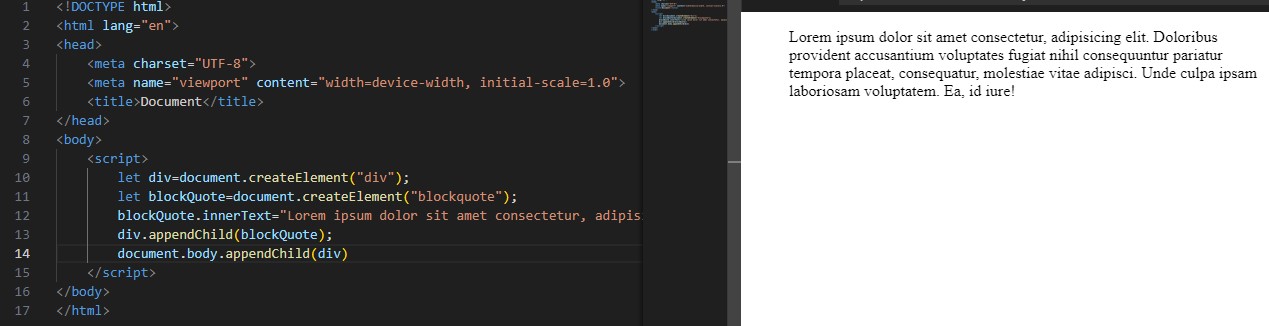 1 <!DOCTYPE html>
2 <html lang="en">
3 <head>
4 <meta charset="UTF-8">
5 <meta name="viewport" content="width=device-width, initial-scale=1.0">
6 <title>Document</title>
7 </head>
8 <body>
9 <script>
10 let div=document.createElement("div");
11 let blockQuote=document.createElement("blockquote");
12 blockQuote.innerText="Lorem ipsum dolor sit amet consectetur, adipis
13 div.appendChild(blockQuote);
14 document.body.appendChild(div)
15 </script>
16 </body>
17 </html>
Lorem ipsum dolor sit amet consectetur, adipisicing elit. Doloribus
provident accusantium voluptates fugiat nihil consequuntur pariatur
tempora placeat, consequatur, molestiae vitae adipisci. Unde culpa ipsam
laboriosam voluptatem. Ea, id iure!